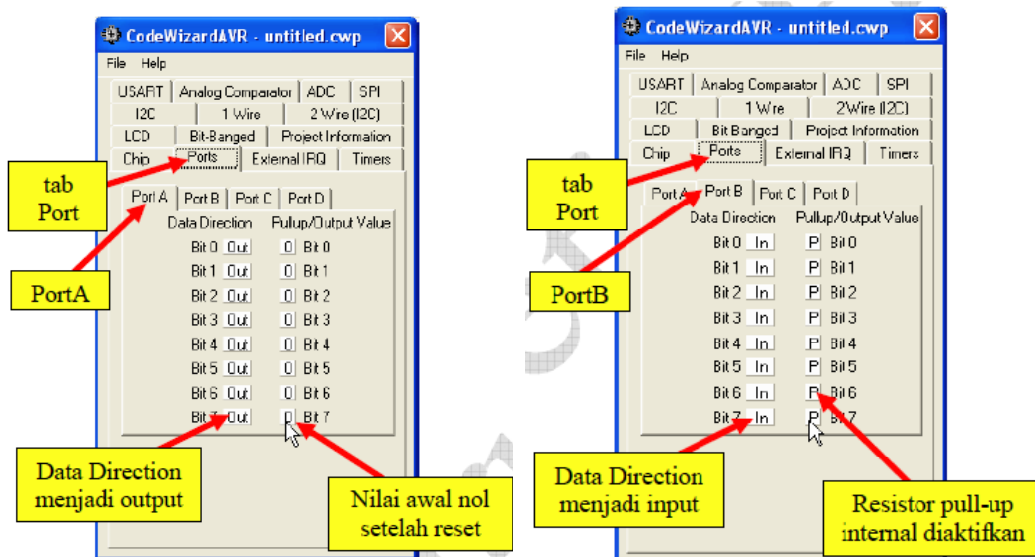 CodeWizardAVR - untitled.cwp
File Help
USART Analog Comparator ADC SPI
I2C 1 Wire 2 Wire (I2C)
LCD Bit-Banged Project Information
Chip Ports External IRQ Timers
Port A Port B Port C Port D
Data Direction Pullup/Output Value
Bit 0 Out 0 Bit 0
Bit 1 Out 0 Bit 1
Bit 2 Out 0 Bit 2
Bit 3 Out 0 Bit 3
Bit 4 Out 0 Bit 4
Bit 5 Out 0 Bit 5
Bit 6 Out 0 Bit 6
Bit 7 Out 0 Bit 7
tab
Port
PortA
Data Direction
menjadi output
Nilai awal nol
setelah reset
CodeWizardAVR - untitled.cwp
File Help
USART Analog Comparator ADC SPI
I2C 1 Wire 2 Wire (I2C)
LCD Bit-Banged Project Information
Chip Ports External IRQ Timers
Port A Port B Port C Port D
Data Direction Pullup/Output Value
Bit 0 In P Bit 0
Bit 1 In P Bit 1
Bit 2 In P Bit 2
Bit 3 In P Bit 3
Bit 4 In P Bit 4
Bit 5 In P Bit 5
Bit 6 In P Bit 6
Bit 7 In P Bit 7
tab
Port
PortB
Data Direction
menjadi input
Resistor pull-up
internal diaktifkan